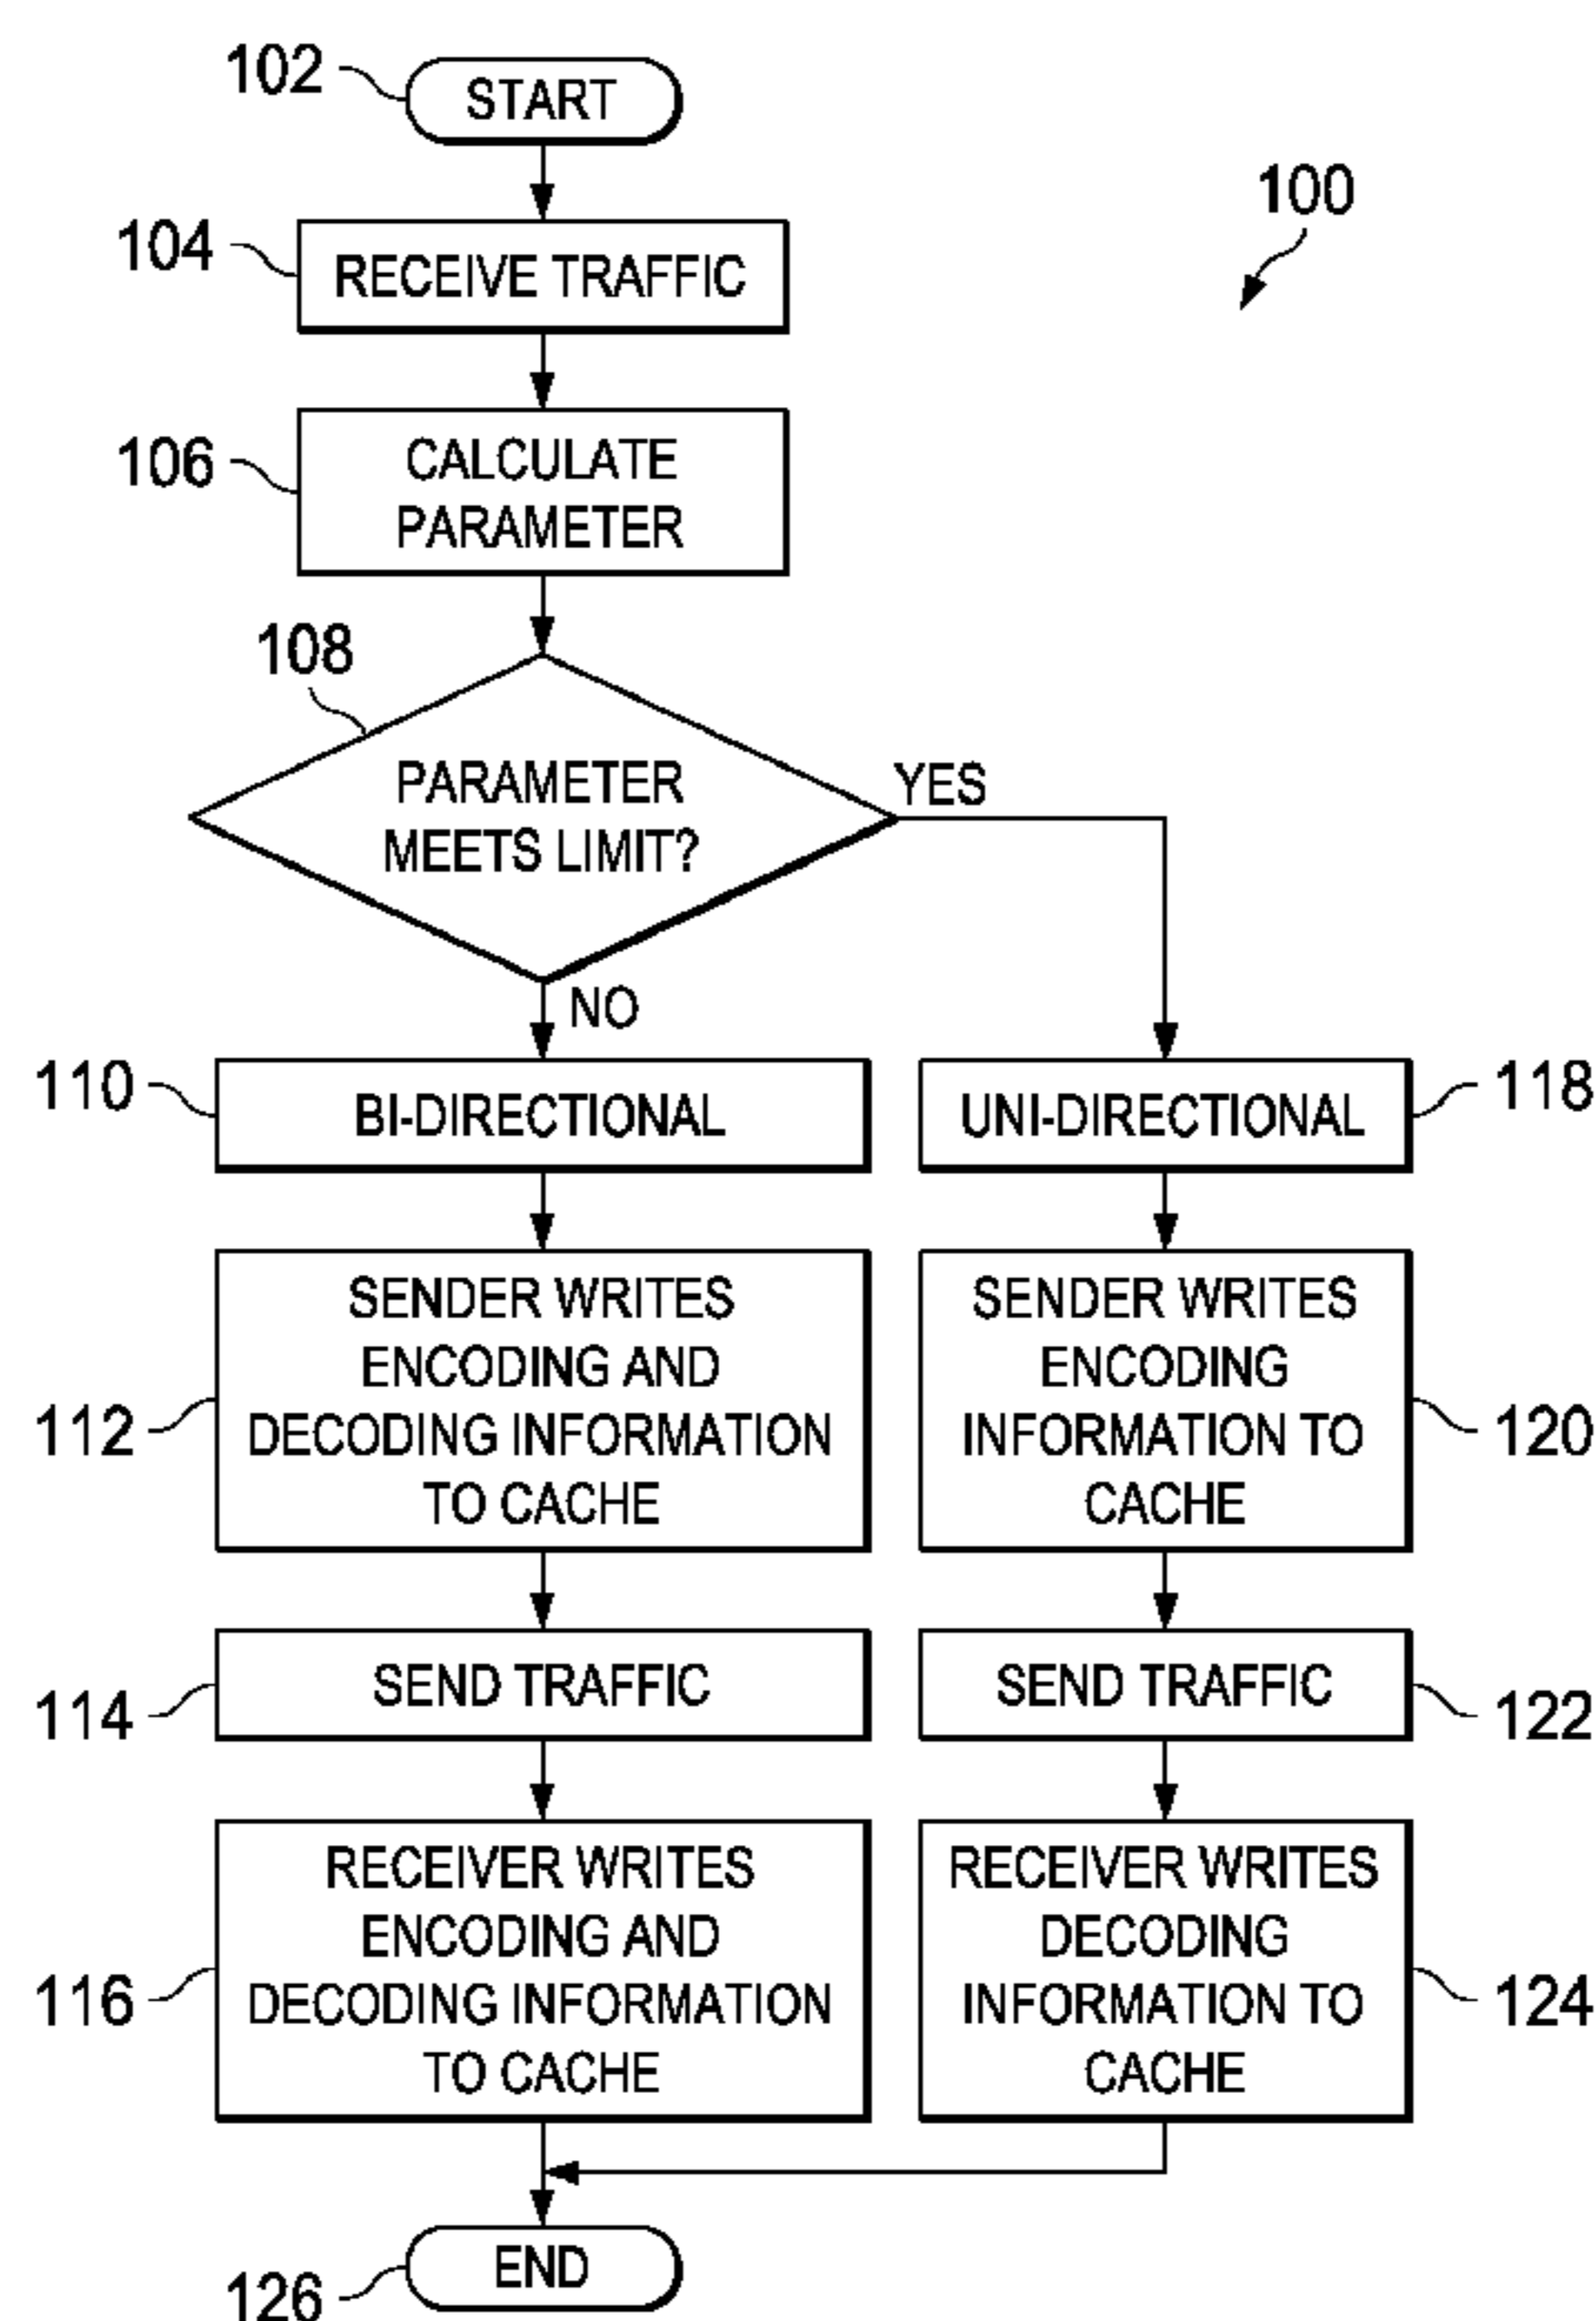 102
START
100
104
RECEIVE TRAFFIC
106
CALCULATE
PARAMETER
108
PARAMETER
MEETS LIMIT?
YES
NO
110
BI-DIRECTIONAL
UNI-DIRECTIONAL
118
112
SENDER WRITES
ENCODING AND
DECODING INFORMATION
TO CACHE
SENDER WRITES
ENCODING
INFORMATION TO
CACHE
120
114
SEND TRAFFIC
SEND TRAFFIC
122
116
RECEIVER WRITES
ENCODING AND
DECODING INFORMATION
TO CACHE
RECEIVER WRITES
DECODING
INFORMATION TO
CACHE
124
126
END